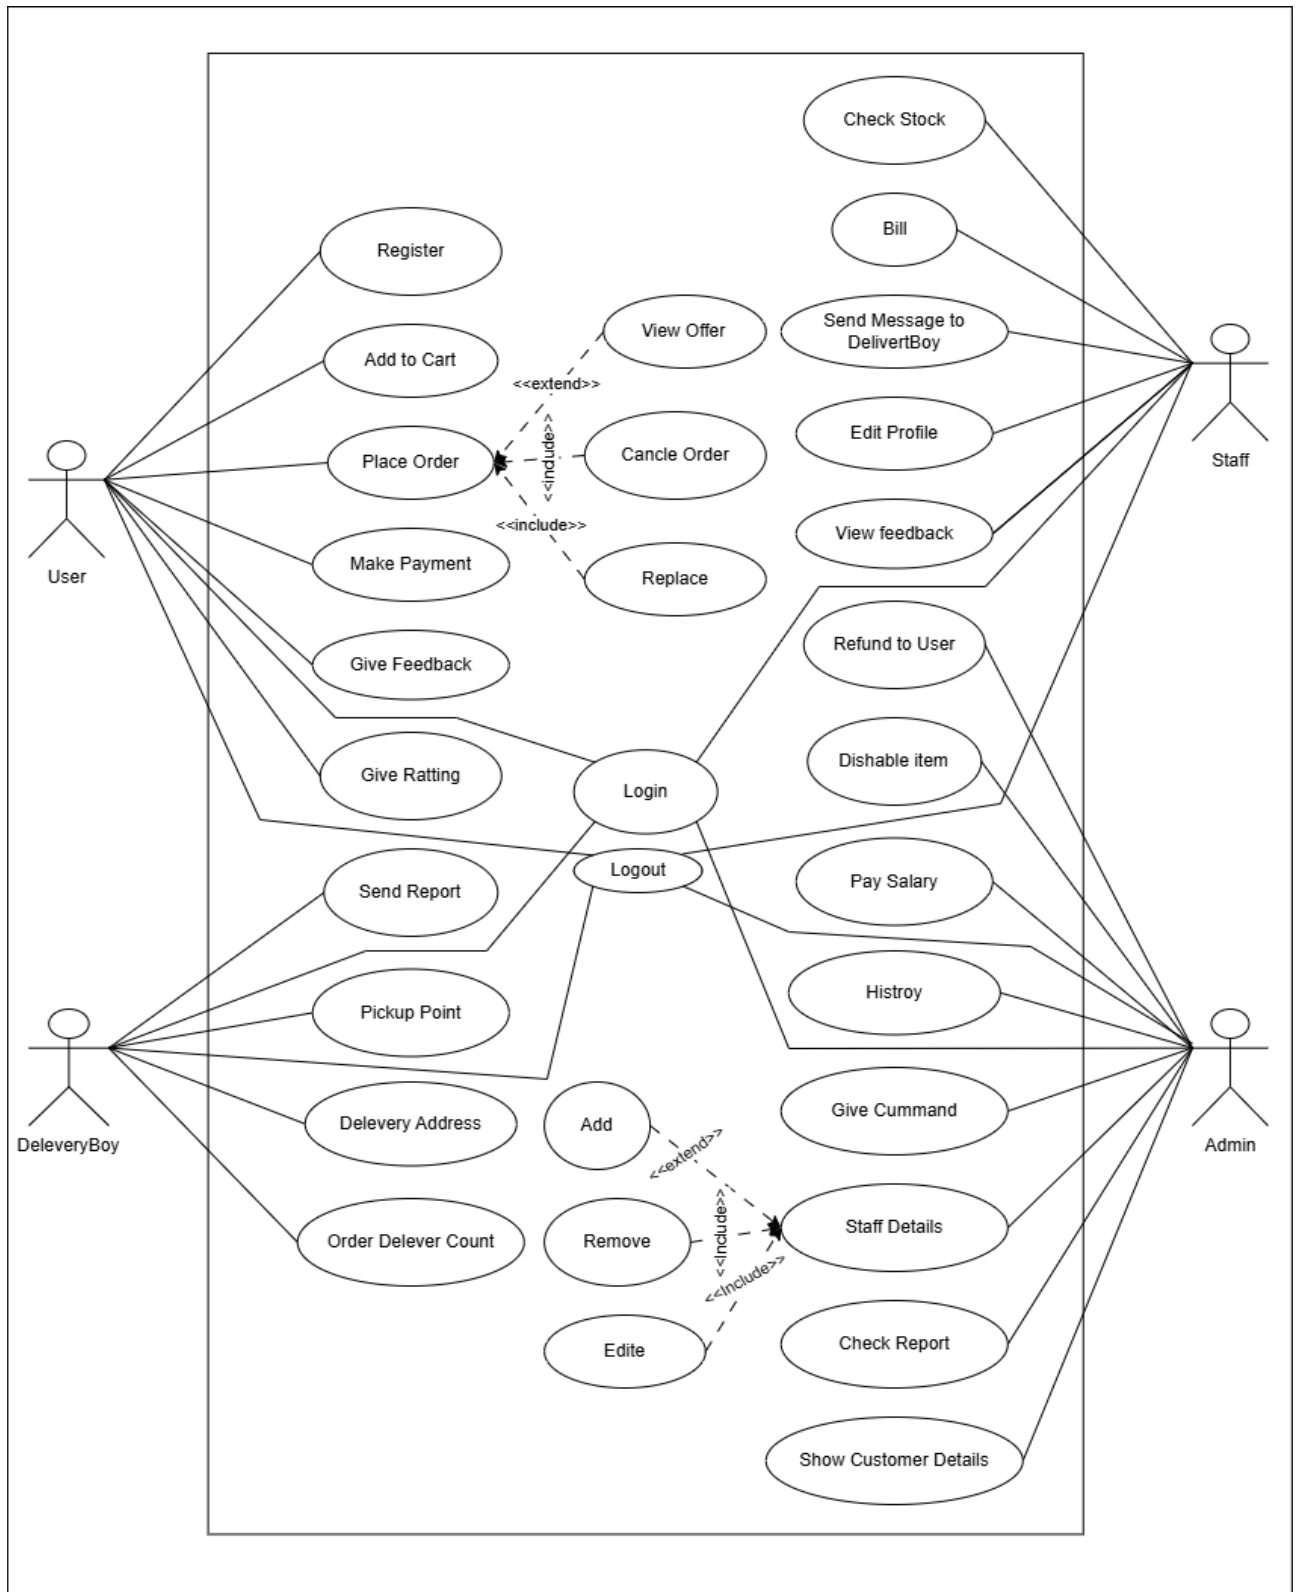 Check Stock
Bill
Register
Send Message to
DelivertBoy
View Offer
Add to Cart
<<extend>>
Edit Profile
<<include>>
Cancle Order
Place Order
Staff
<<include>>
View feedback
Make Payment
Replace
User
Refund to User
Give Feedback
Dishable item
Give Ratting
Login
Logout
Pay Salary
Send Report
Histroy
Pickup Point
Give Cummand
Delevery Address
Add
DeleveryBoy
Admin
<<extend>>
Staff Details
<<Include>>
Remove
Order Delever Count
<<Include>>
Check Report
Edite
Show Customer Details